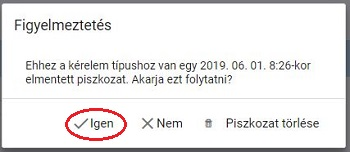 Figyelmeztetés
Ehhez a kérelem típushoz van egy 2019. 06. 01. 8:26-kor
elmentett piszkozat. Akarja ezt folytatni?
Igen Nem Piszkozat törlése